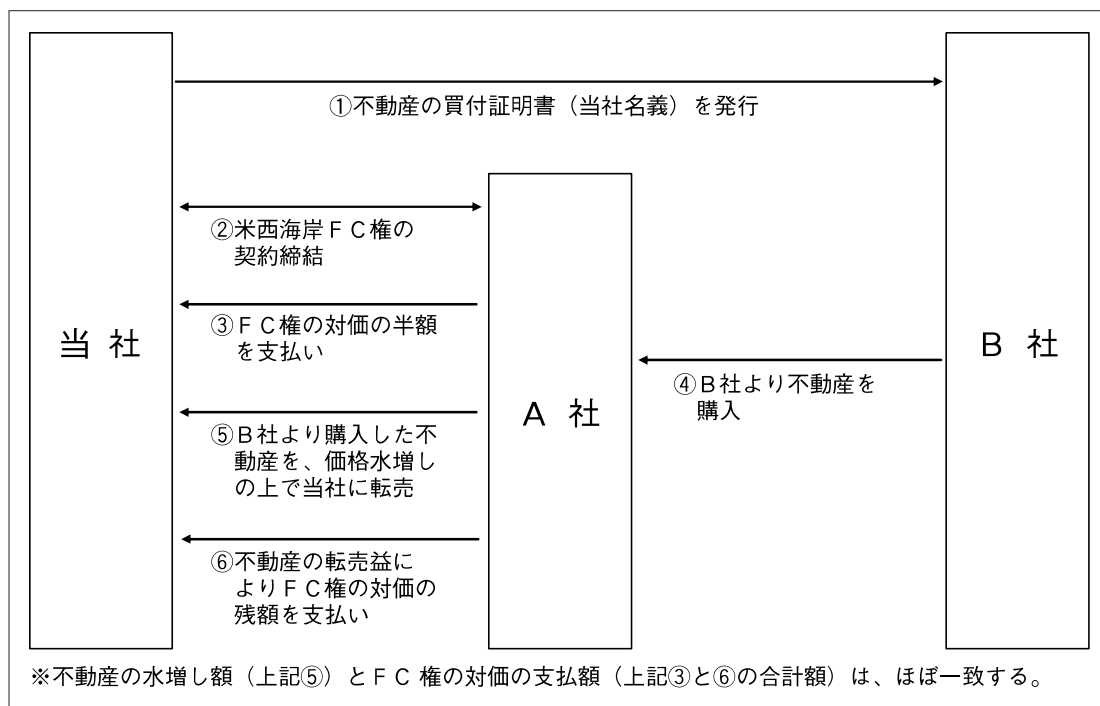 ①不動産の買付証明書（当社名義）を発行
②米西海岸ＦＣ権の
契約締結
③ＦＣ権の対価の半額
を支払い
当社
Ｂ社
④Ｂ社より不動産を
購入
Ａ社
⑤Ｂ社より購入した不
動産を、価格水増し
の上で当社に転売
⑥不動産の転売益に
よりＦＣ権の対価の
残額を支払い
※不動産の水増し額（上記⑤）とＦＣ権の対価の支払額（上記③と⑥の合計額）は、ほぼ一致する。